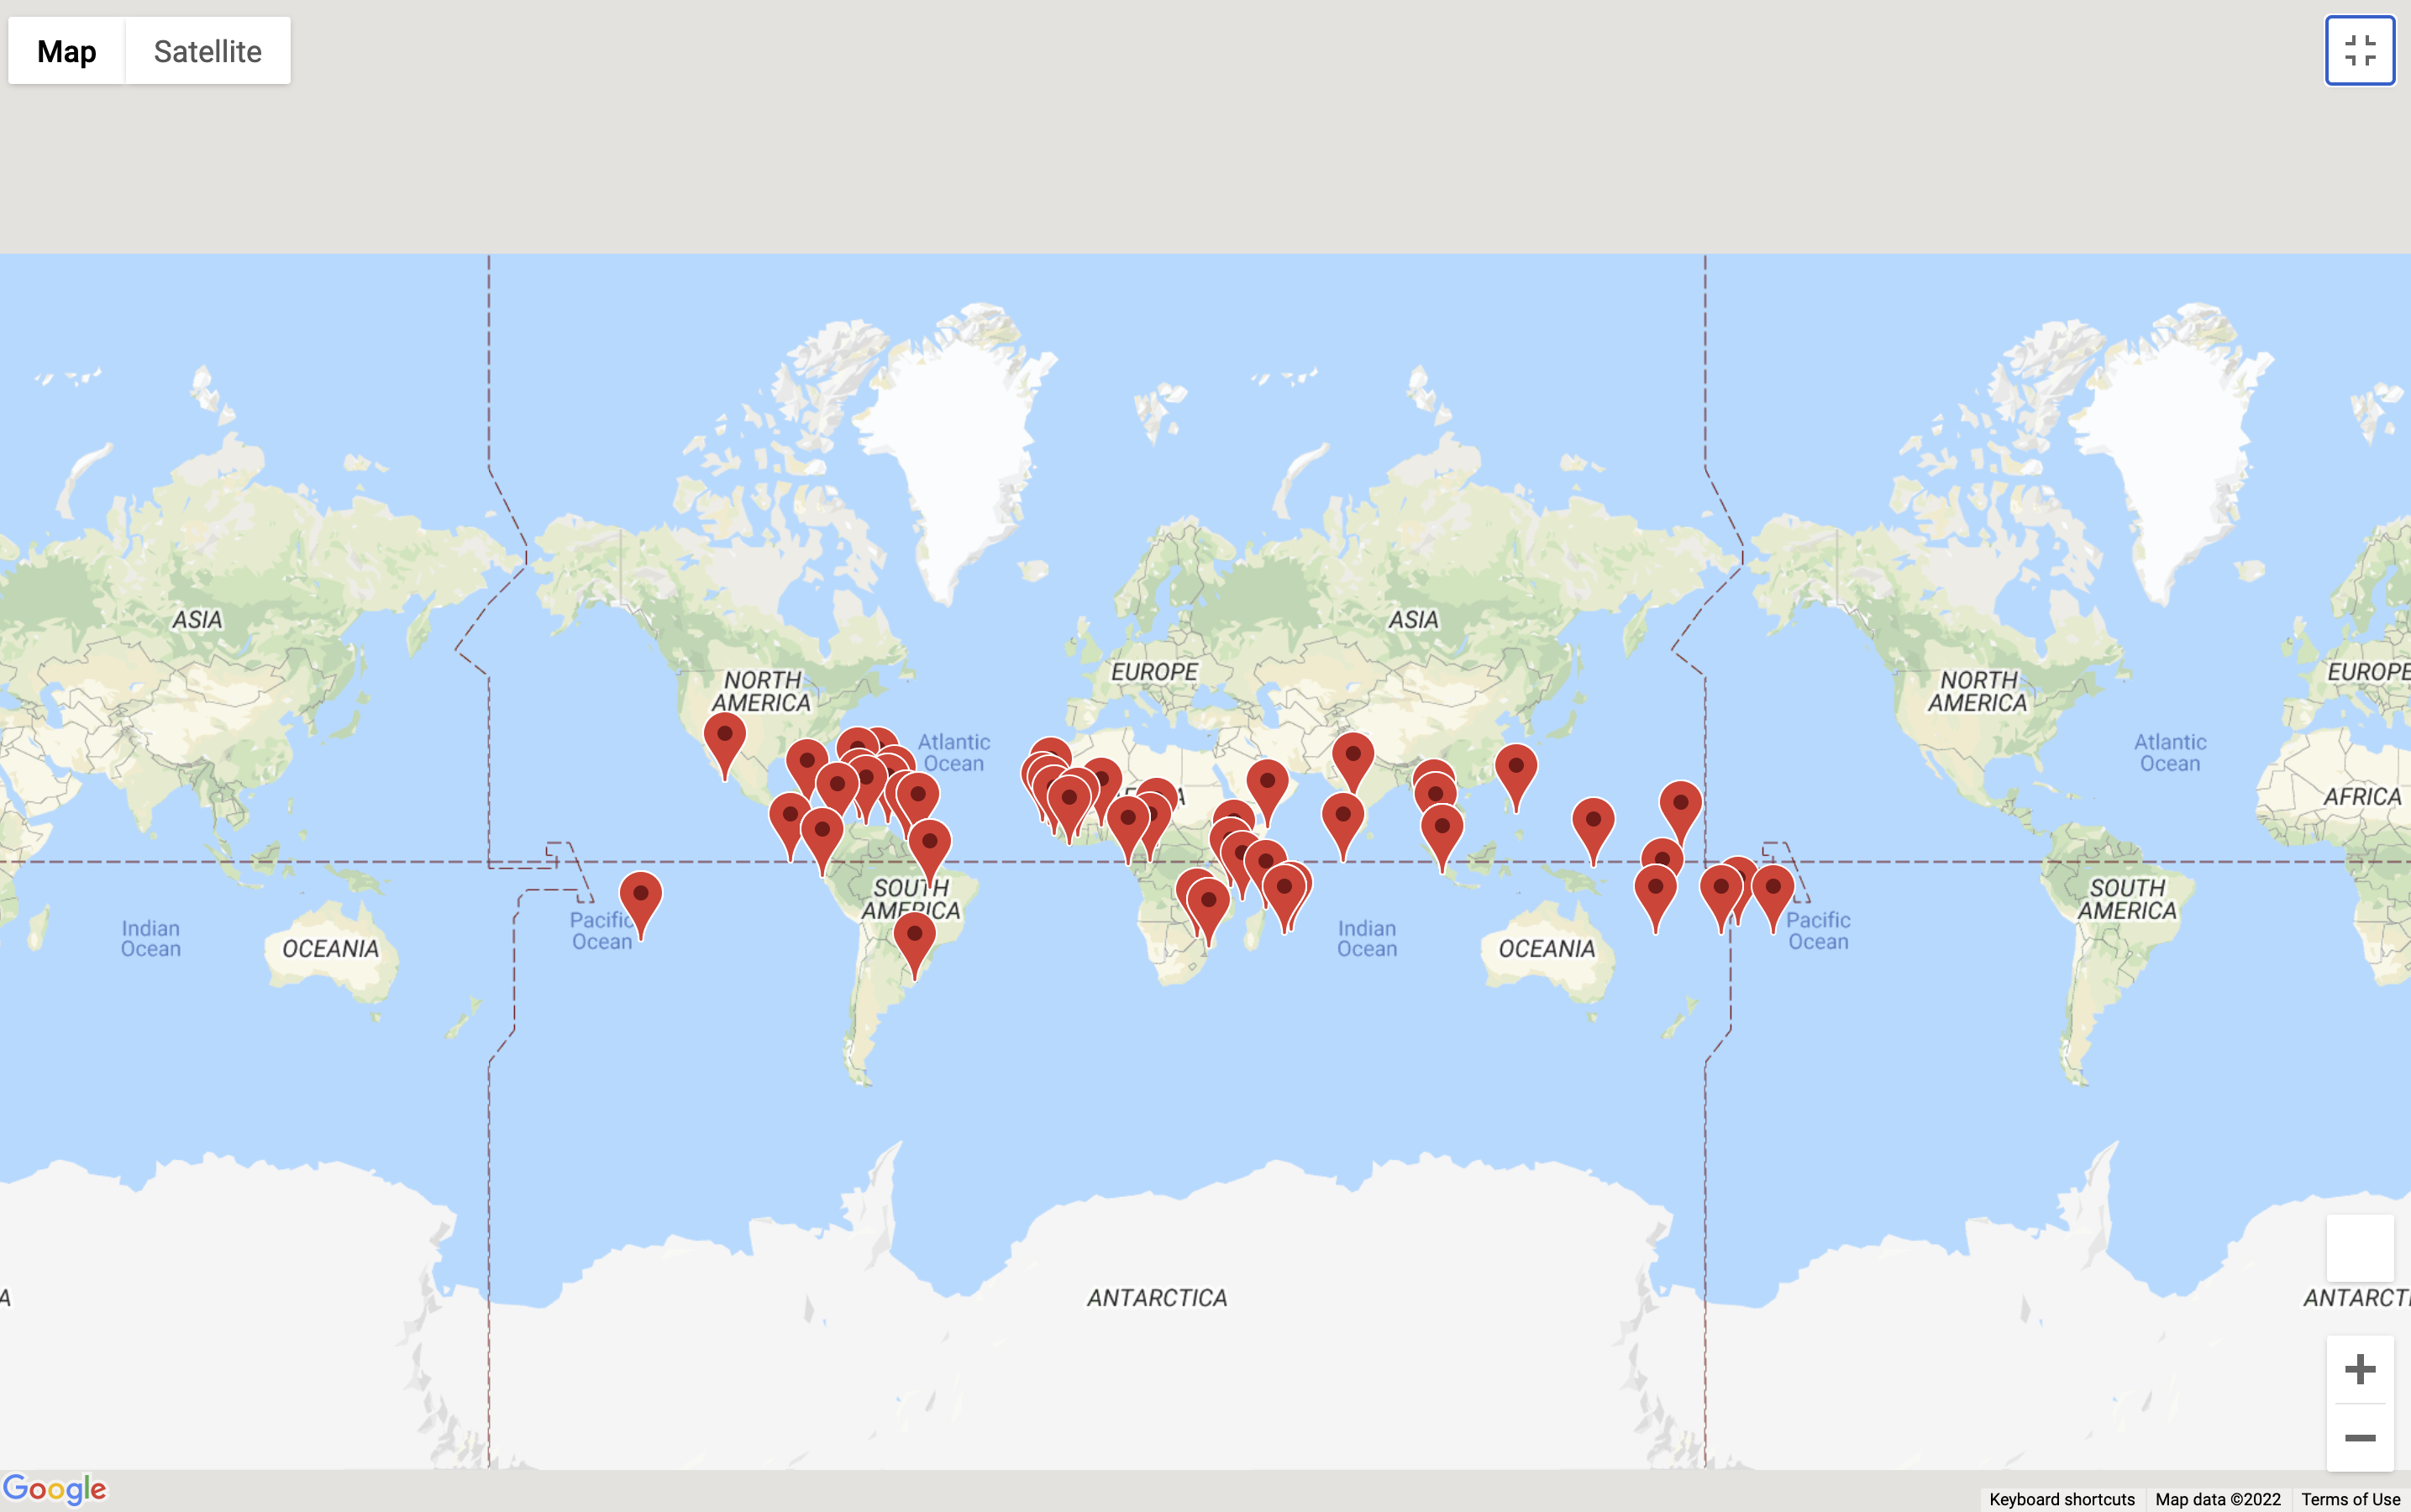 Map
Satellite
ASIA
EUROPE
ASIA
EUROPE
NORTH
AMERICA
NORTH
AMERICA
Atlantic
Ocean
Atlantic
Ocean
AFRICA
SOUTH
AMERICA
SOUTH
AMERICA
Indian
Ocean
OCEANIA
Pacific
Ocean
Indian
Ocean
OCEANIA
Pacific
Ocean
A
ANTARCTICA
ANTARCTI
Google
Keyboard shortcuts
Map data ©2022
Terms of Use